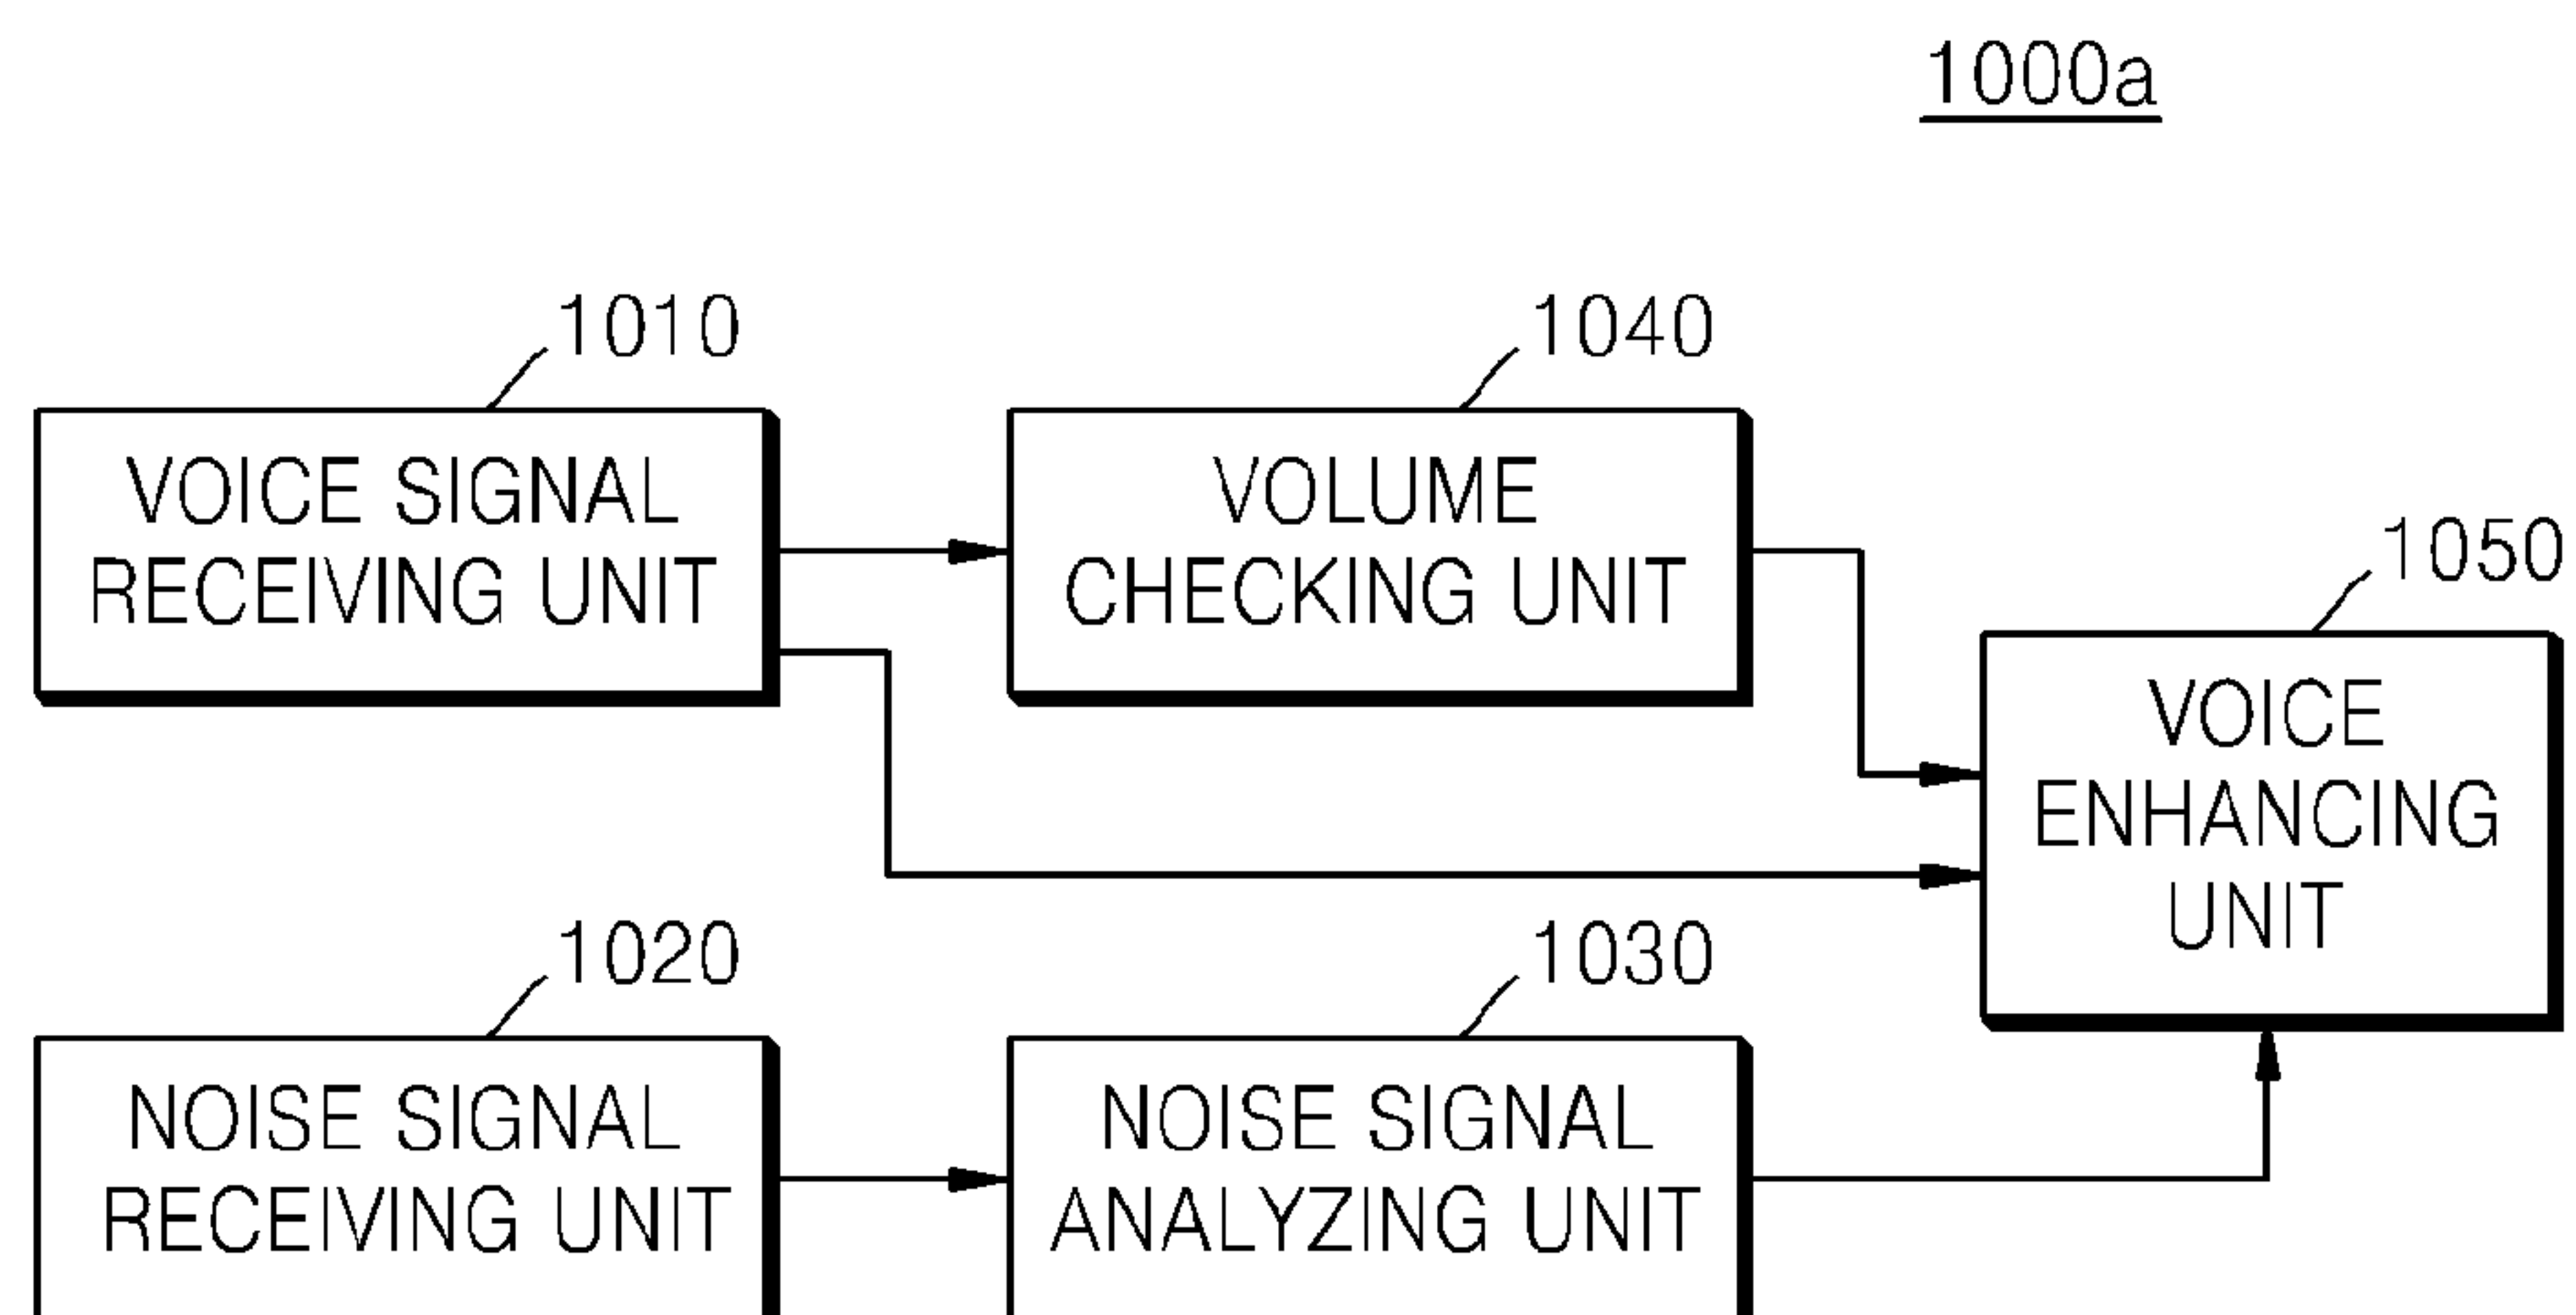 1000a
1010
VOICE SIGNAL
RECEIVING UNIT
1040
VOLUME
CHECKING UNIT
1050
VOICE
ENHANCING
UNIT
1020
NOISE SIGNAL
RECEIVING UNIT
1030
NOISE SIGNAL
ANALYZING UNIT